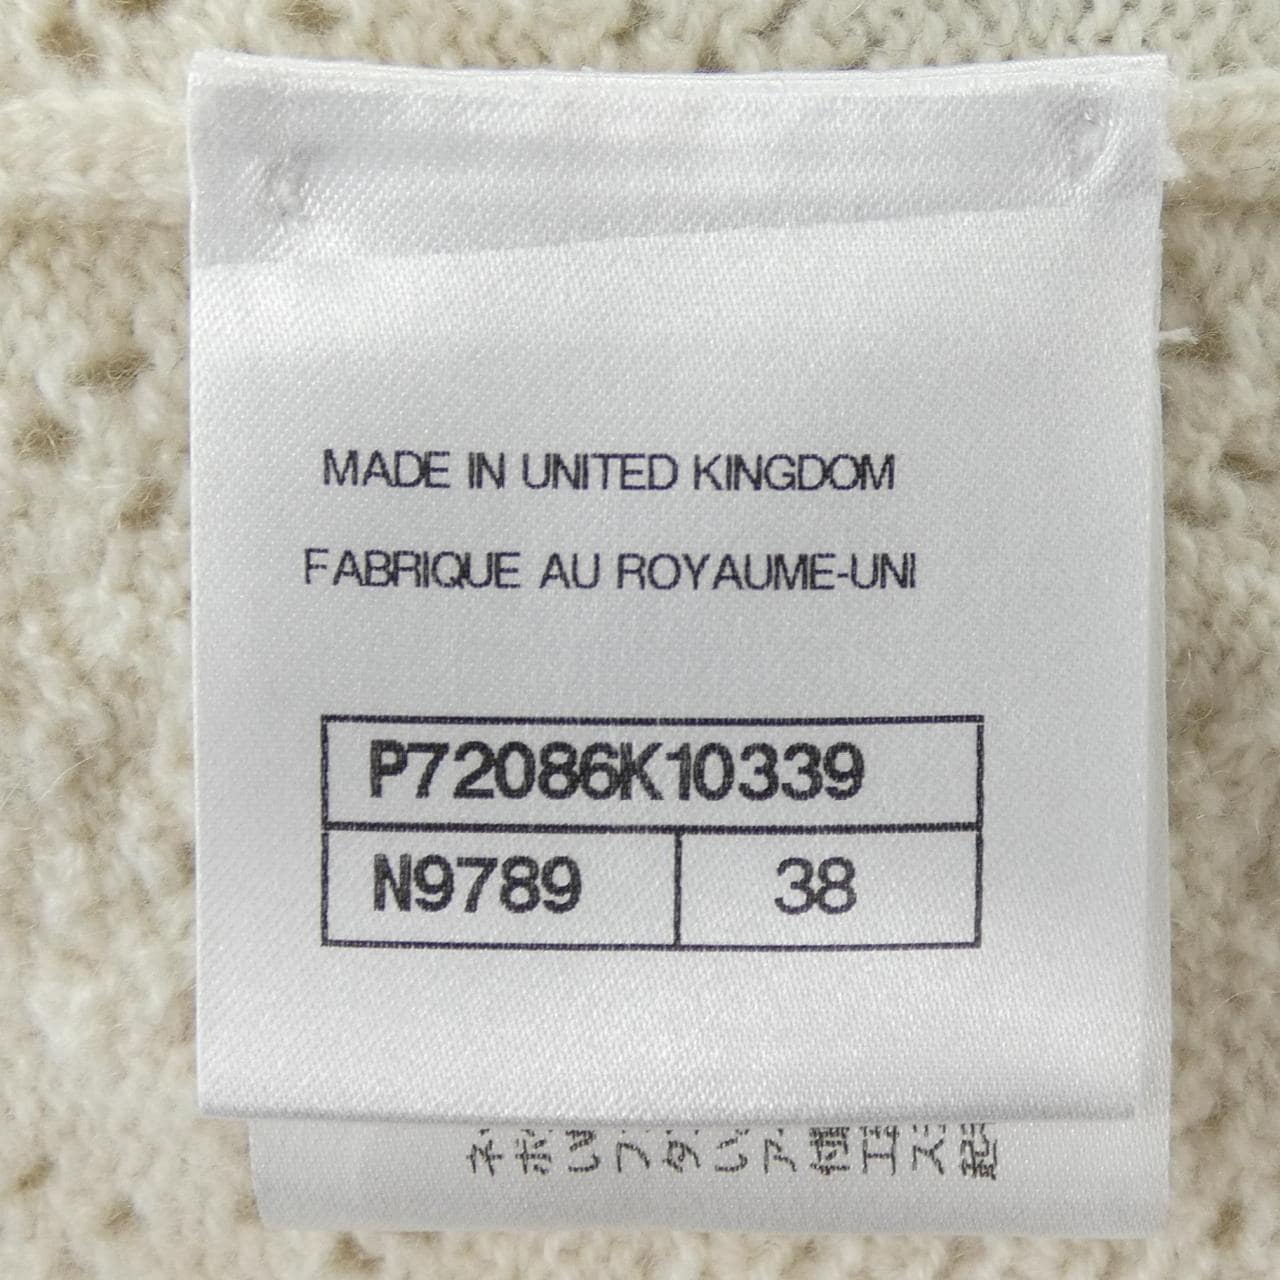 MADE IN UNITED KINGDOM
FABRIQUE AU ROYAUME-UNI
P72086K10339
N9789 38